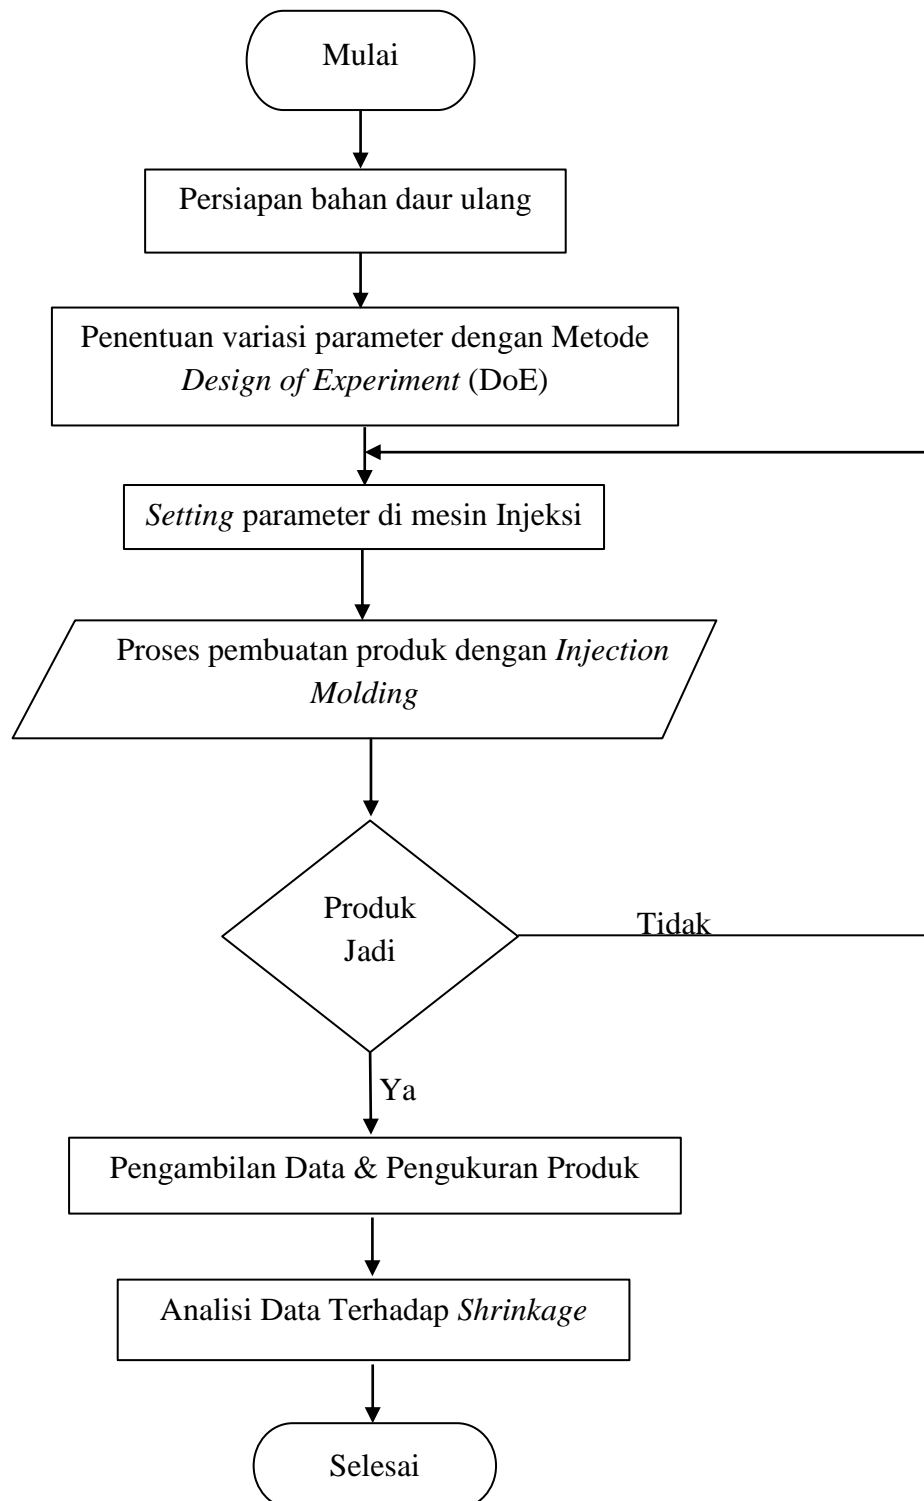 Mulai
Persiapan bahan daur ulang
Penentuan variasi parameter dengan Metode
Design of Experiment (DoE)
Setting parameter di mesin Injeksi
Proses pembuatan produk dengan Injection
Molding
Produk
Jadi
Tidak
Ya
Pengambilan Data & Pengukuran Produk
Analisi Data Terhadap Shrinkage
Selesai